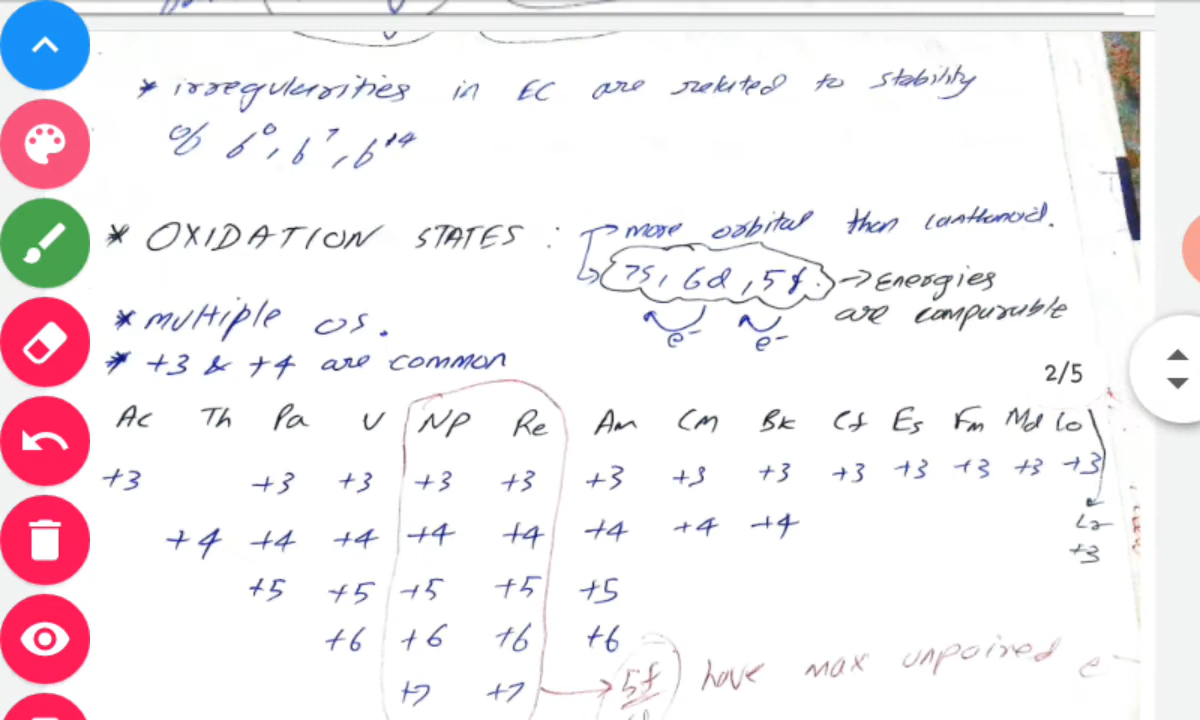 * irregularities in EC are related to stability
of f⁰, f⁷, f¹⁴
* OXIDATION STATES : more orbital than lanthanoid.
7s, 6d, 5f. → Energies
are comparable
e- e-
* multiple os.
* +3 & +4 are common
2/5
Ac Th Pa U NP Re Am Cm Bk Cf Es Fm Md Lo
+3 +3 +3 +3 +3 +3 +3 +3 +3 +3 +3 +3 +3
+4 +4 +4 +4 +4 +4 +4 +4
La
+3
+5 +5 +5 +5 +5
+6 +6 +6 +6
+7 +7 → 5f have max unpaired e-